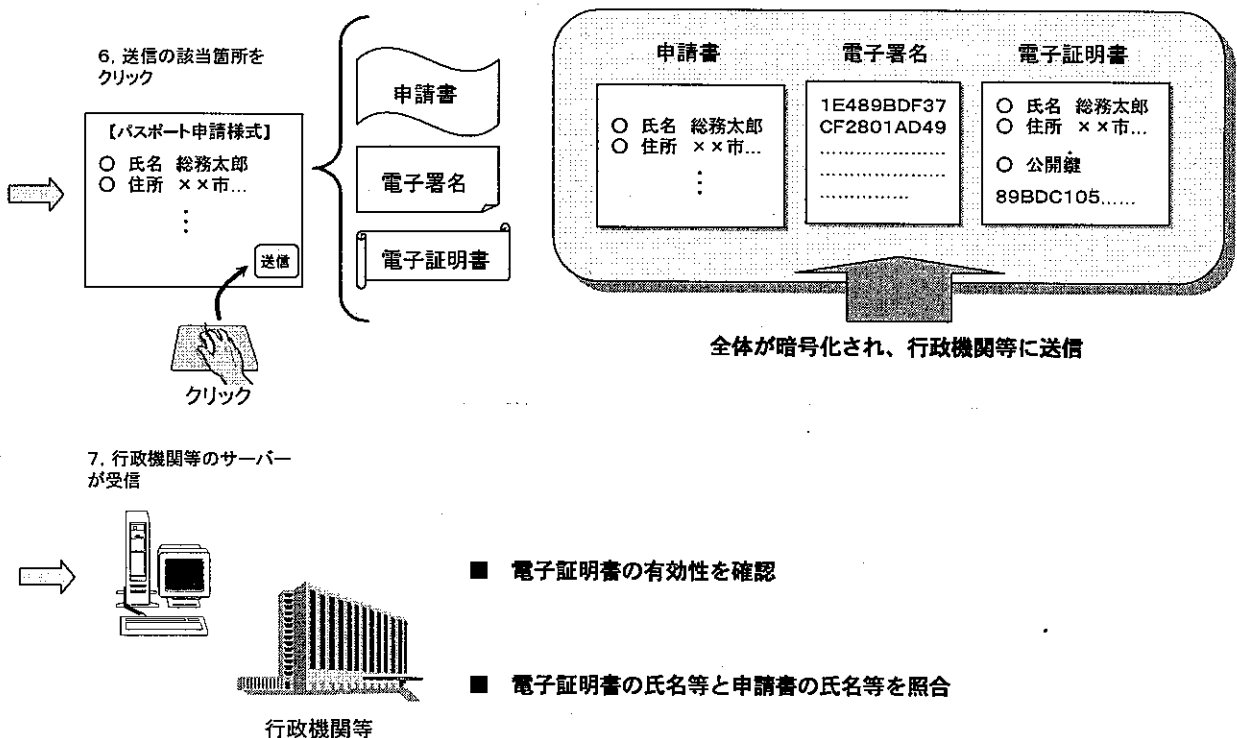 6, 送信の該当箇所を
クリック
【パスポート申請様式】
○ 氏名 総務太郎
○ 住所 ××市...
⋮
送信
クリック
申請書
電子署名
電子証明書
申請書
○ 氏名 総務太郎
○ 住所 ××市...
⋮
電子署名
1E489BDF37
CF2801AD49
.....................
.....................
...............
電子証明書
○ 氏名 総務太郎
○ 住所 ××市...
○ 公開鍵
89BDC105......
全体が暗号化され、行政機関等に送信
7, 行政機関等のサーバー
が受信
行政機関等
■ 電子証明書の有効性を確認
■ 電子証明書の氏名等と申請書の氏名等を照合